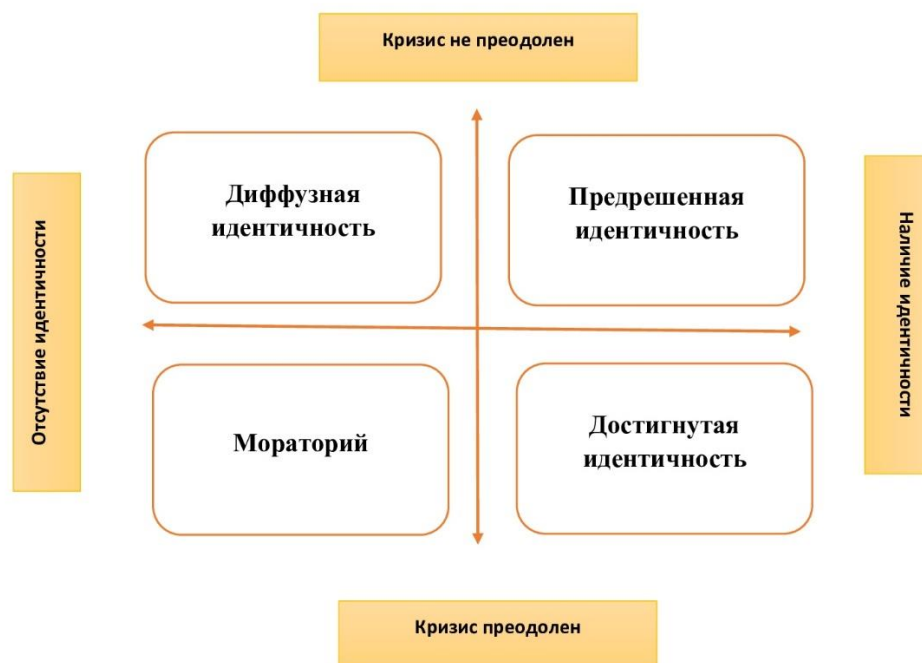 Кризис не преодолен
Диффузная
идентичность
Предрешенная
идентичность
Отсутствие идентичности
Наличие идентичности
Мораторий
Достигнутая
идентичность
Кризис преодолен